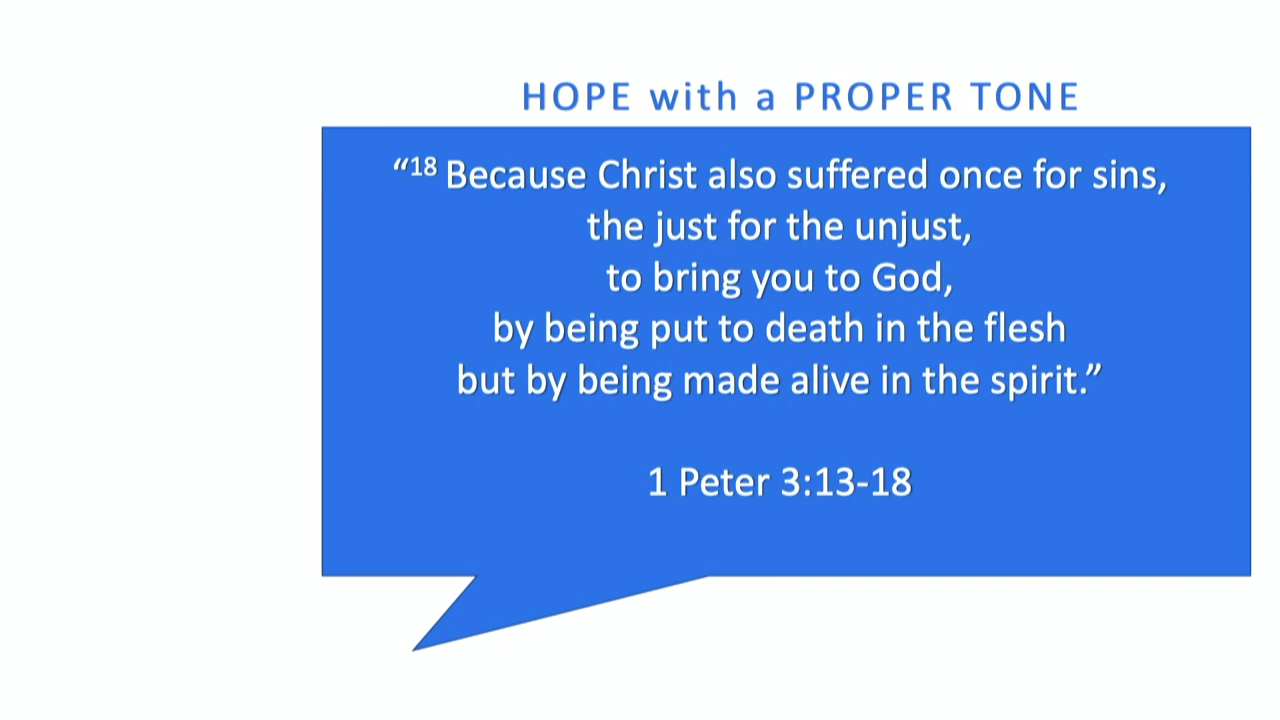 HOPE with a PROPER TONE
“18 Because Christ also suffered once for sins,
the just for the unjust,
to bring you to God,
by being put to death in the flesh
but by being made alive in the spirit.”
1 Peter 3:13-18